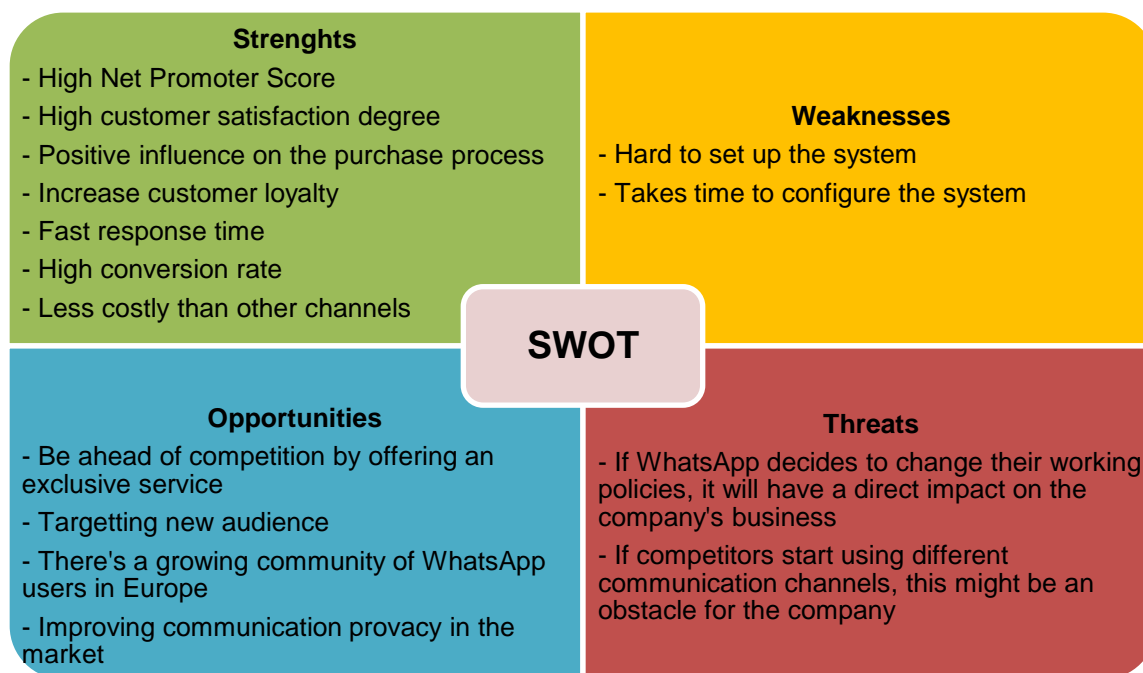 Strenghts
- High Net Promoter Score
- High customer satisfaction degree
- Positive influence on the purchase process
- Increase customer loyalty
- Fast response time
- High conversion rate
- Less costly than other channels
Weaknesses
- Hard to set up the system
- Takes time to configure the system
SWOT
Opportunities
- Be ahead of competition by offering an
exclusive service
- Targetting new audience
- There's a growing community of WhatsApp
users in Europe
- Improving communication provacy in the
market
Threats
- If WhatsApp decides to change their working
policies, it will have a direct impact on the
company's business
- If competitors start using different
communication channels, this might be an
obstacle for the company